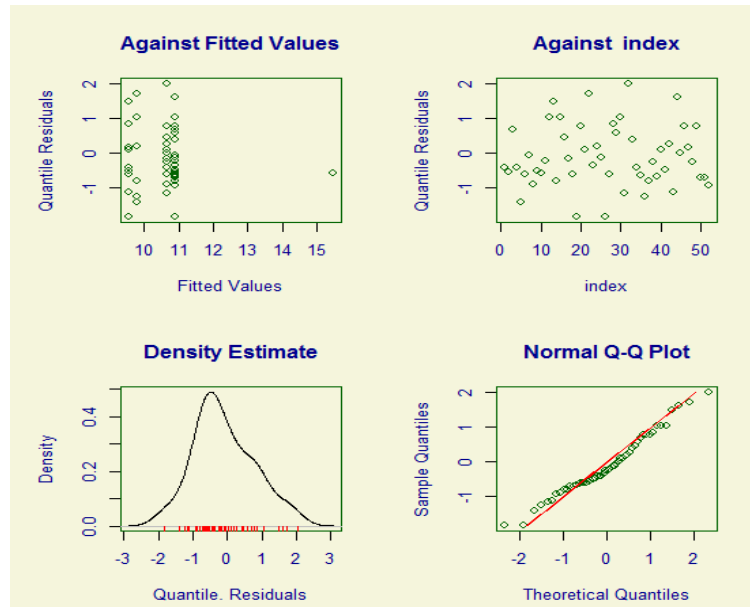 Against Fitted Values
Quantile Residuals
2
1
0
-1
10 11 12 13 14 15
Fitted Values
Against index
Quantile Residuals
2
1
0
-1
0 10 20 30 40 50
index
Density Estimate
Density
0.4
0.2
0.0
-3 -2 -1 0 1 2 3
Quantile. Residuals
Normal Q-Q Plot
Sample Quantiles
2
1
0
-1
-2 -1 0 1 2
Theoretical Quantiles